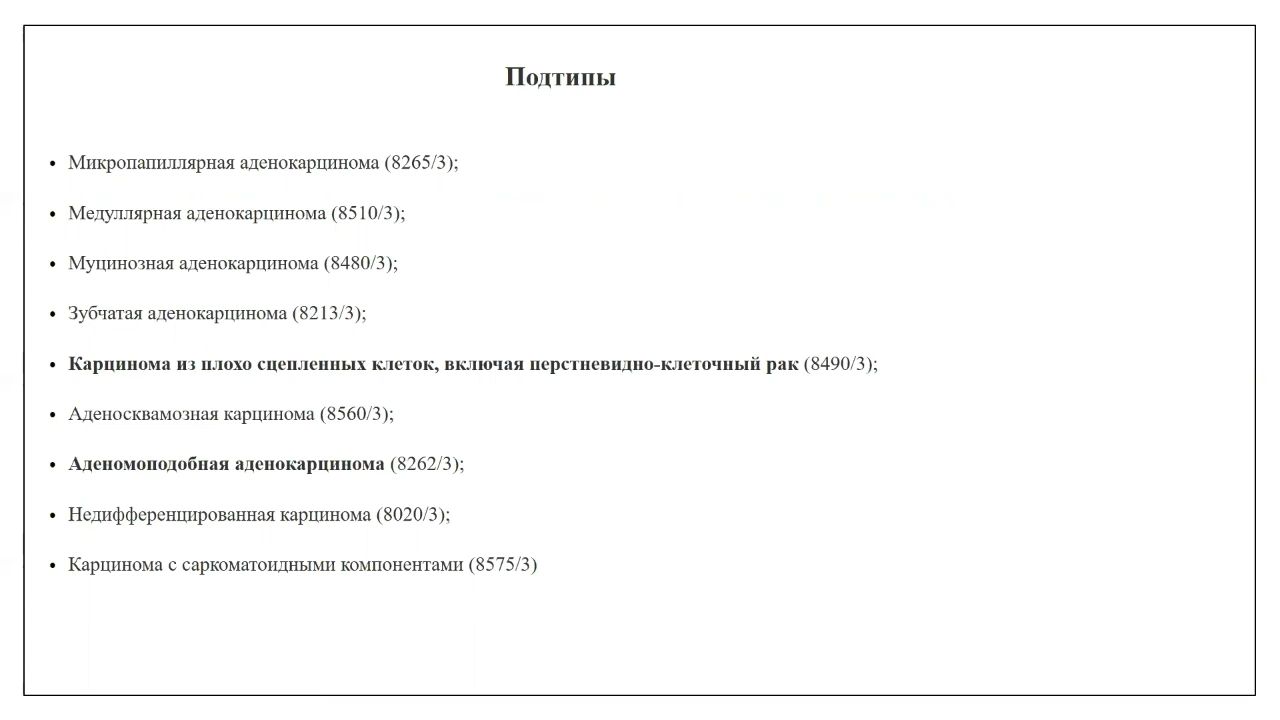 Подтипы
• Микропапиллярная аденокарцинома (8265/3);
• Медуллярная аденокарцинома (8510/3);
• Муцинозная аденокарцинома (8480/3);
• Зубчатая аденокарцинома (8213/3);
• Карцинома из плохо сцепленных клеток, включая перстневидно-клеточный рак (8490/3);
• Аденосквамозная карцинома (8560/3);
• Аденомоподобная аденокарцинома (8262/3);
• Недифференцированная карцинома (8020/3);
• Карцинома с саркоматоидными компонентами (8575/3)